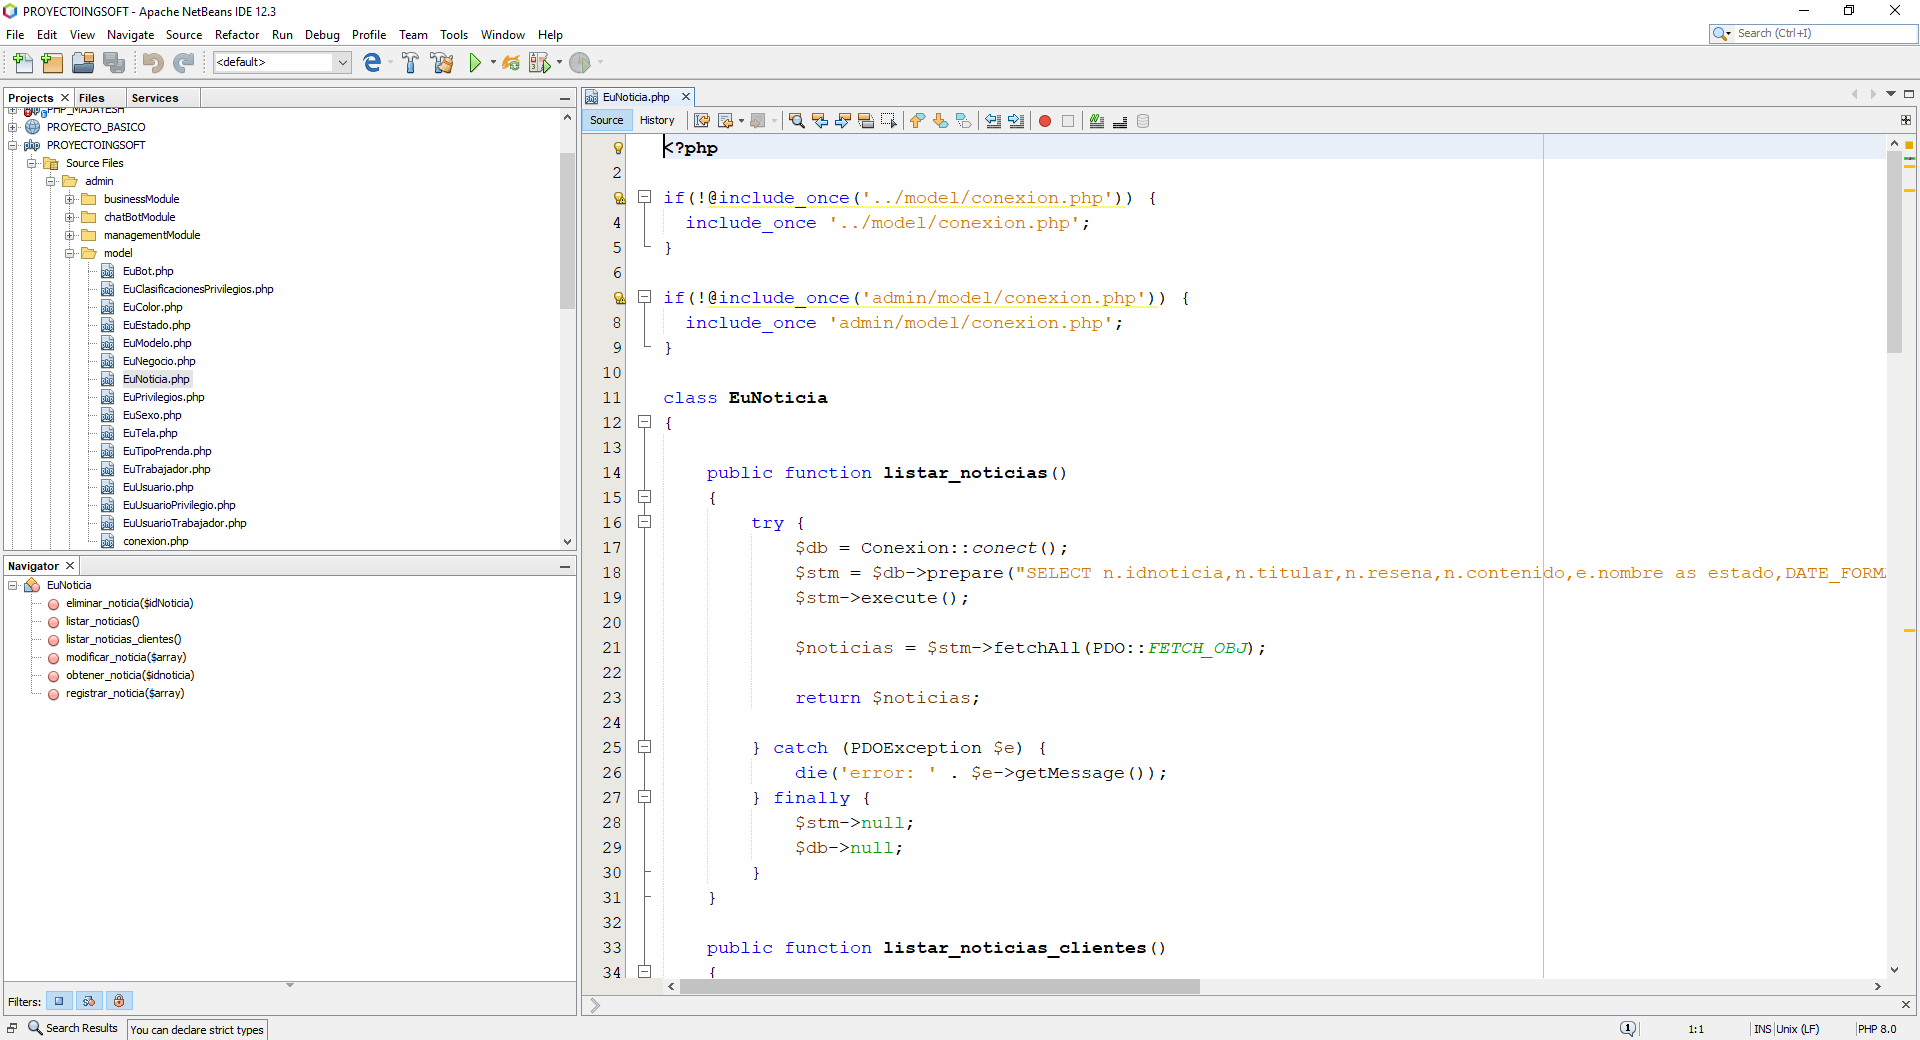 PROYECTOINGSOFT - Apache NetBeans IDE 12.3
File Edit View Navigate Source Refactor Run Debug Profile Team Tools Window Help
Search (Ctrl+I)
<default>
Projects Files Services
PHP_MAJAYESH
PROYECTO_BASICO
PROYECTOINGSOFT
Source Files
admin
businessModule
chatBotModule
managementModule
model
EuBot.php
EuClasificacionesPrivilegios.php
EuColor.php
EuEstado.php
EuModelo.php
EuNegocio.php
EuNoticia.php
EuPrivilegios.php
EuSexo.php
EuTela.php
EuTipoPrenda.php
EuTrabajador.php
EuUsuario.php
EuUsuarioPrivilegio.php
EuUsuarioTrabajador.php
conexion.php
Navigator
EuNoticia
eliminar_noticia($idNoticia)
listar_noticias()
listar_noticias_clientes()
modificar_noticia($array)
obtener_noticia($idnoticia)
registrar_noticia($array)
Filters:
EuNoticia.php
Source History
<?php
2
if(!@include_once('../model/conexion.php')) {
4 include_once '../model/conexion.php';
5 }
6
if(!@include_once('admin/model/conexion.php')) {
8 include_once 'admin/model/conexion.php';
9 }
10
11 class EuNoticia
12 {
13
14 public function listar_noticias()
15 {
16 try {
17 $db = Conexion::conect();
18 $stm = $db->prepare("SELECT n.idnoticia,n.titular,n.resena,n.contenido,e.nombre as estado,DATE_FORM
19 $stm->execute();
20
21 $noticias = $stm->fetchAll(PDO::FETCH_OBJ);
22
23 return $noticias;
24
25 } catch (PDOException $e) {
26 die('error: ' . $e->getMessage());
27 } finally {
28 $stm->null;
29 $db->null;
30 }
31 }
32
33 public function listar_noticias_clientes()
34 {
Search Results You can declare strict types
1 1:1 INS Unix (LF) PHP 8.0